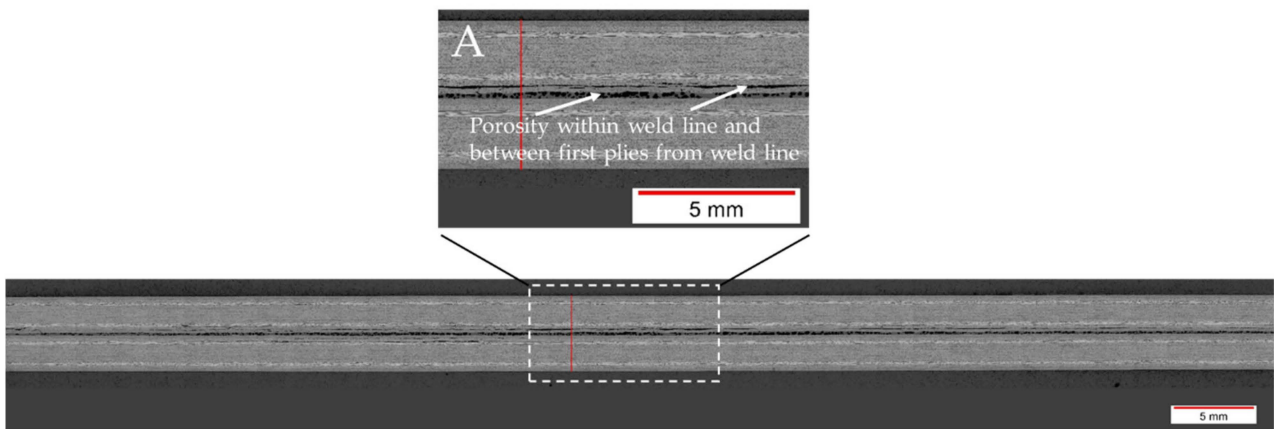 A
Porosity within weld line and
between first plies from weld line
5 mm
5 mm